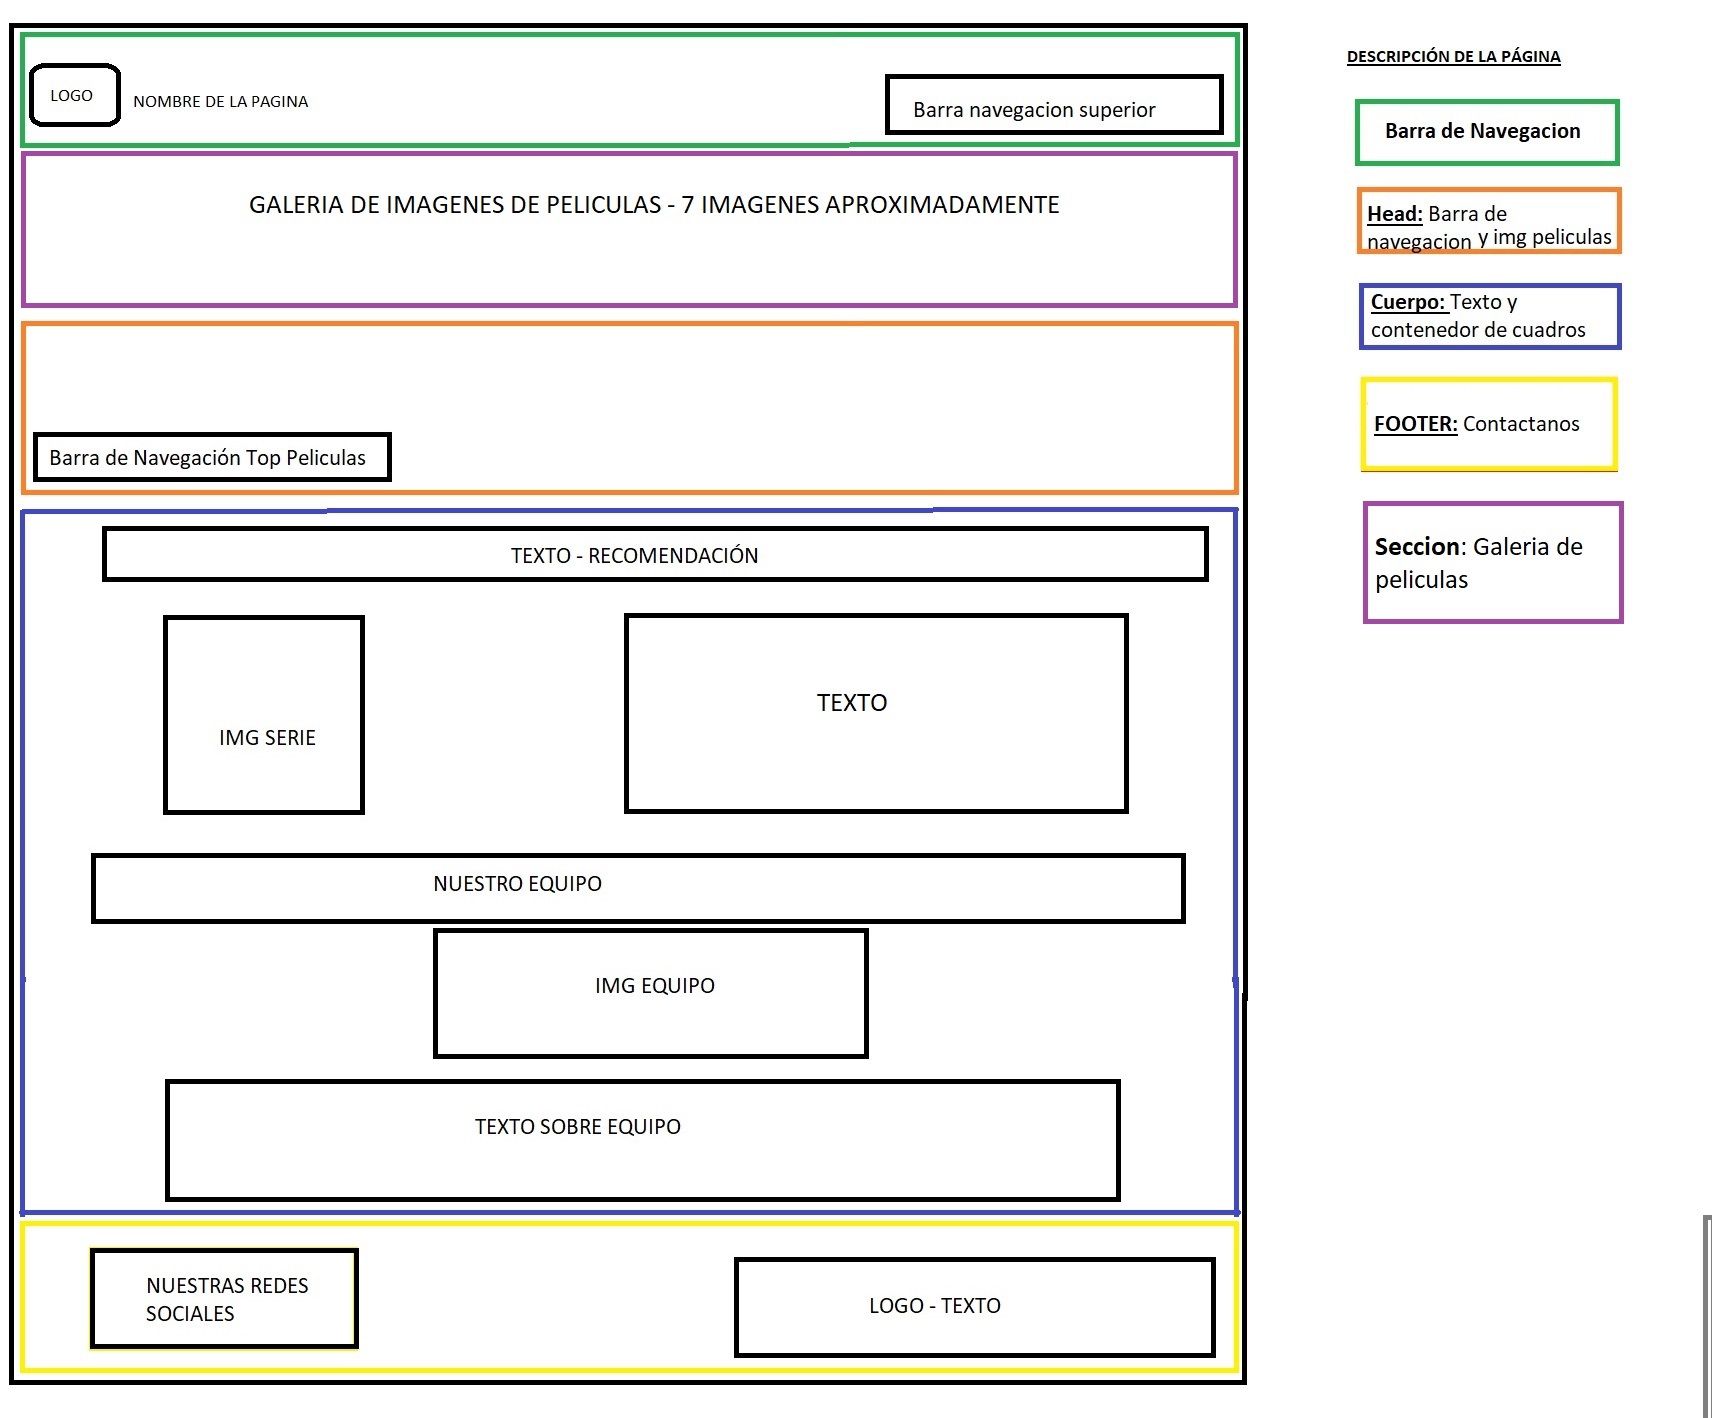 LOGO
NOMBRE DE LA PAGINA
Barra navegacion superior
GALERIA DE IMAGENES DE PELICULAS - 7 IMAGENES APROXIMADAMENTE
Barra de Navegación Top Peliculas
TEXTO - RECOMENDACIÓN
IMG SERIE
TEXTO
NUESTRO EQUIPO
IMG EQUIPO
TEXTO SOBRE EQUIPO
NUESTRAS REDES
SOCIALES
LOGO - TEXTO
DESCRIPCIÓN DE LA PÁGINA
Barra de Navegacion
Head: Barra de
navegacion y img peliculas
Cuerpo: Texto y
contenedor de cuadros
FOOTER: Contactanos
Seccion: Galeria de
peliculas